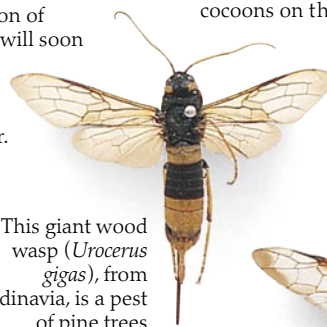 on of
will soon
cocoons on th
r.
This giant wood
wasp (Urocerus
gigas), from
dinavia, is a pest
of pine trees